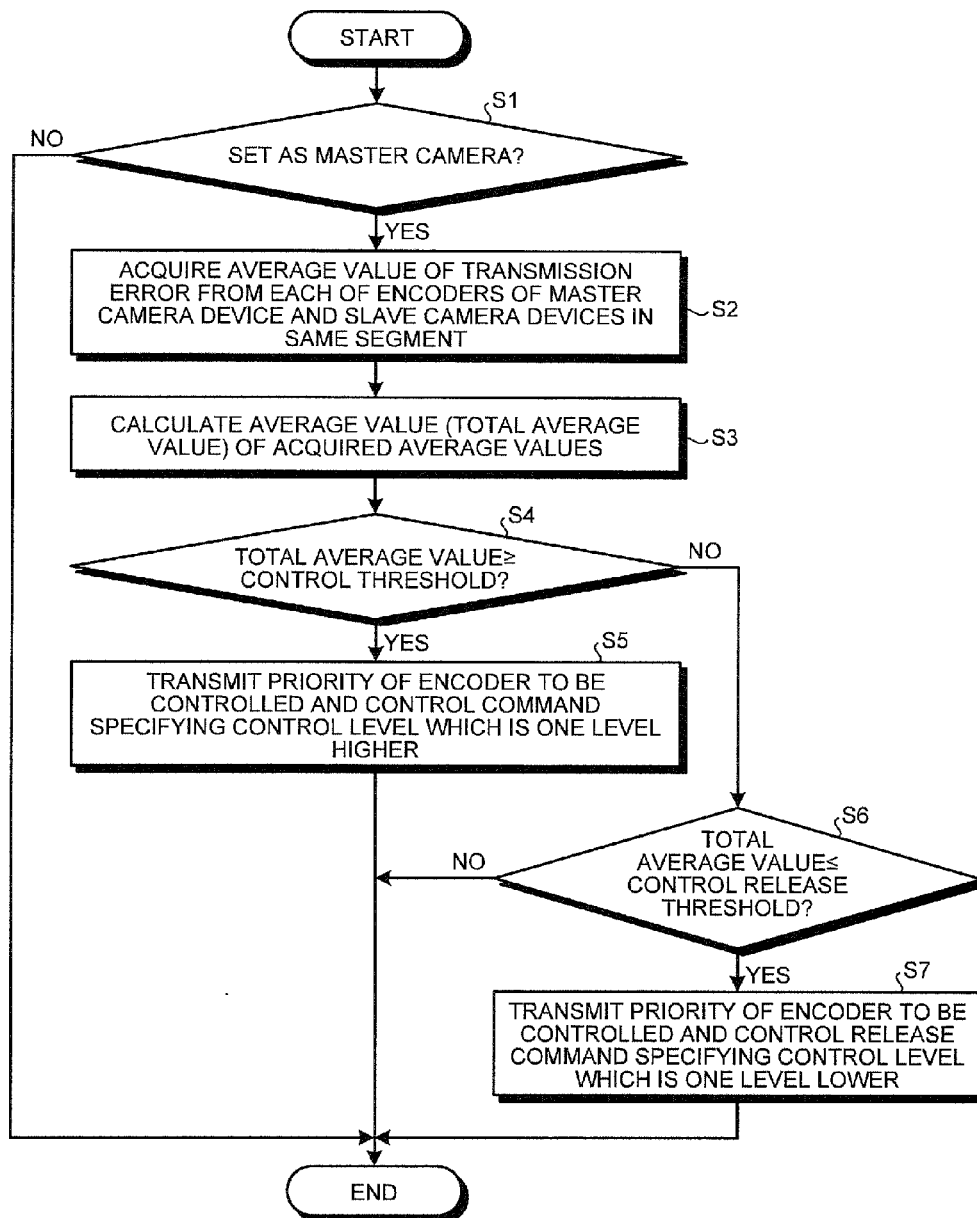 START
S1
NO
SET AS MASTER CAMERA?
YES
ACQUIRE AVERAGE VALUE OF TRANSMISSION
ERROR FROM EACH OF ENCODERS OF MASTER
CAMERA DEVICE AND SLAVE CAMERA DEVICES IN
SAME SEGMENT
S2
CALCULATE AVERAGE VALUE (TOTAL AVERAGE
VALUE) OF ACQUIRED AVERAGE VALUES
S3
S4
TOTAL AVERAGE VALUE≥
CONTROL THRESHOLD?
NO
YES
S5
TRANSMIT PRIORITY OF ENCODER TO BE
CONTROLLED AND CONTROL COMMAND
SPECIFYING CONTROL LEVEL WHICH IS ONE LEVEL
HIGHER
S6
TOTAL
AVERAGE VALUE≤
CONTROL RELEASE
THRESHOLD?
NO
YES
S7
TRANSMIT PRIORITY OF ENCODER TO BE
CONTROLLED AND CONTROL RELEASE
COMMAND SPECIFYING CONTROL LEVEL
WHICH IS ONE LEVEL LOWER
END